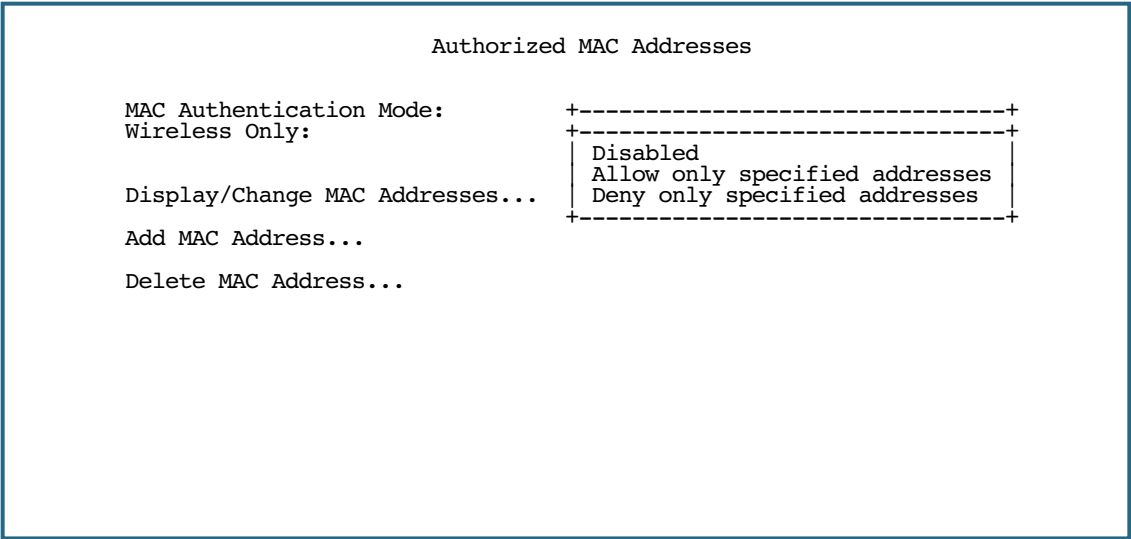 Authorized MAC Addresses
MAC Authentication Mode: +--------------------------------+
Wireless Only: +--------------------------------+
| Disabled |
| Allow only specified addresses |
Display/Change MAC Addresses... | Deny only specified addresses |
+--------------------------------+
Add MAC Address...
Delete MAC Address...